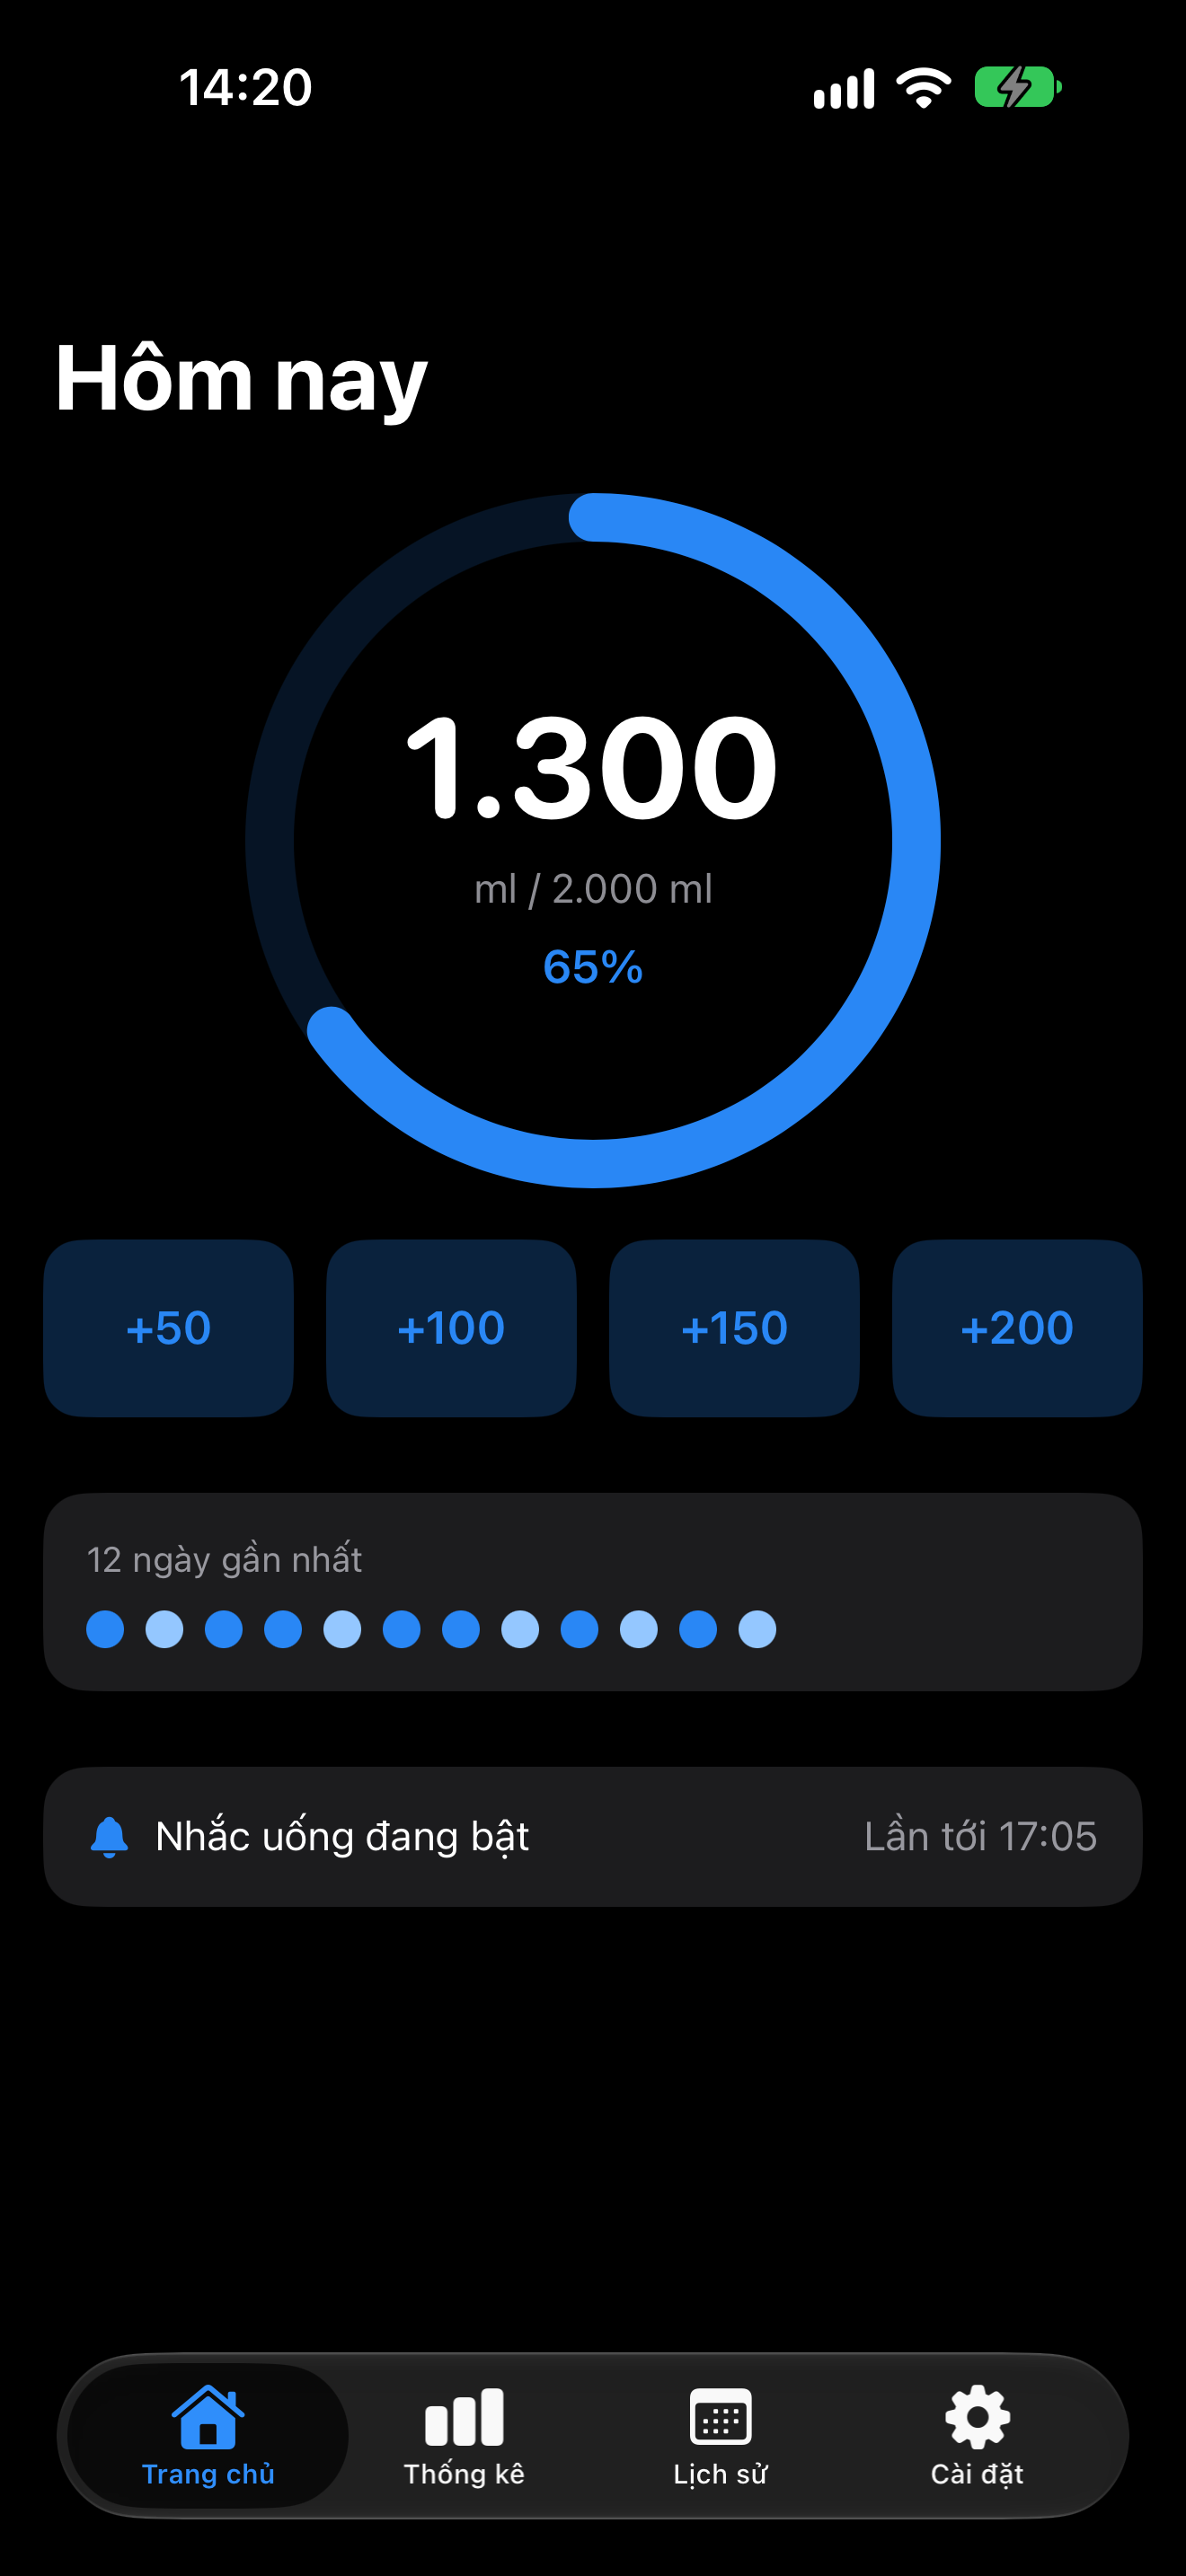 14:20
Hôm nay
1.300
ml / 2.000 ml
65%
+50 +100 +150 +200
12 ngày gần nhất
Nhắc uống đang bật Lần tới 17:05
Trang chủ Thống kê Lịch sử Cài đặt